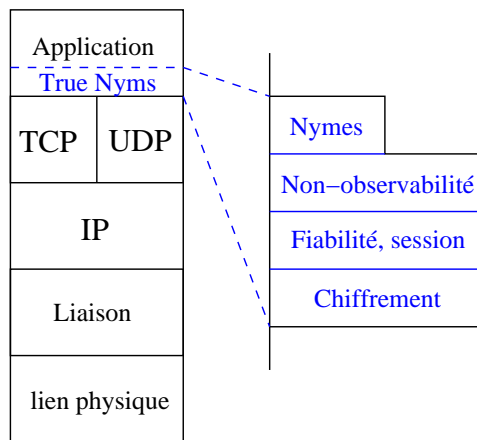 Application
True Nyms
TCP
UDP
IP
Liaison
lien physique
Nymes
Non−observabilité
Fiabilité, session
Chiffrement